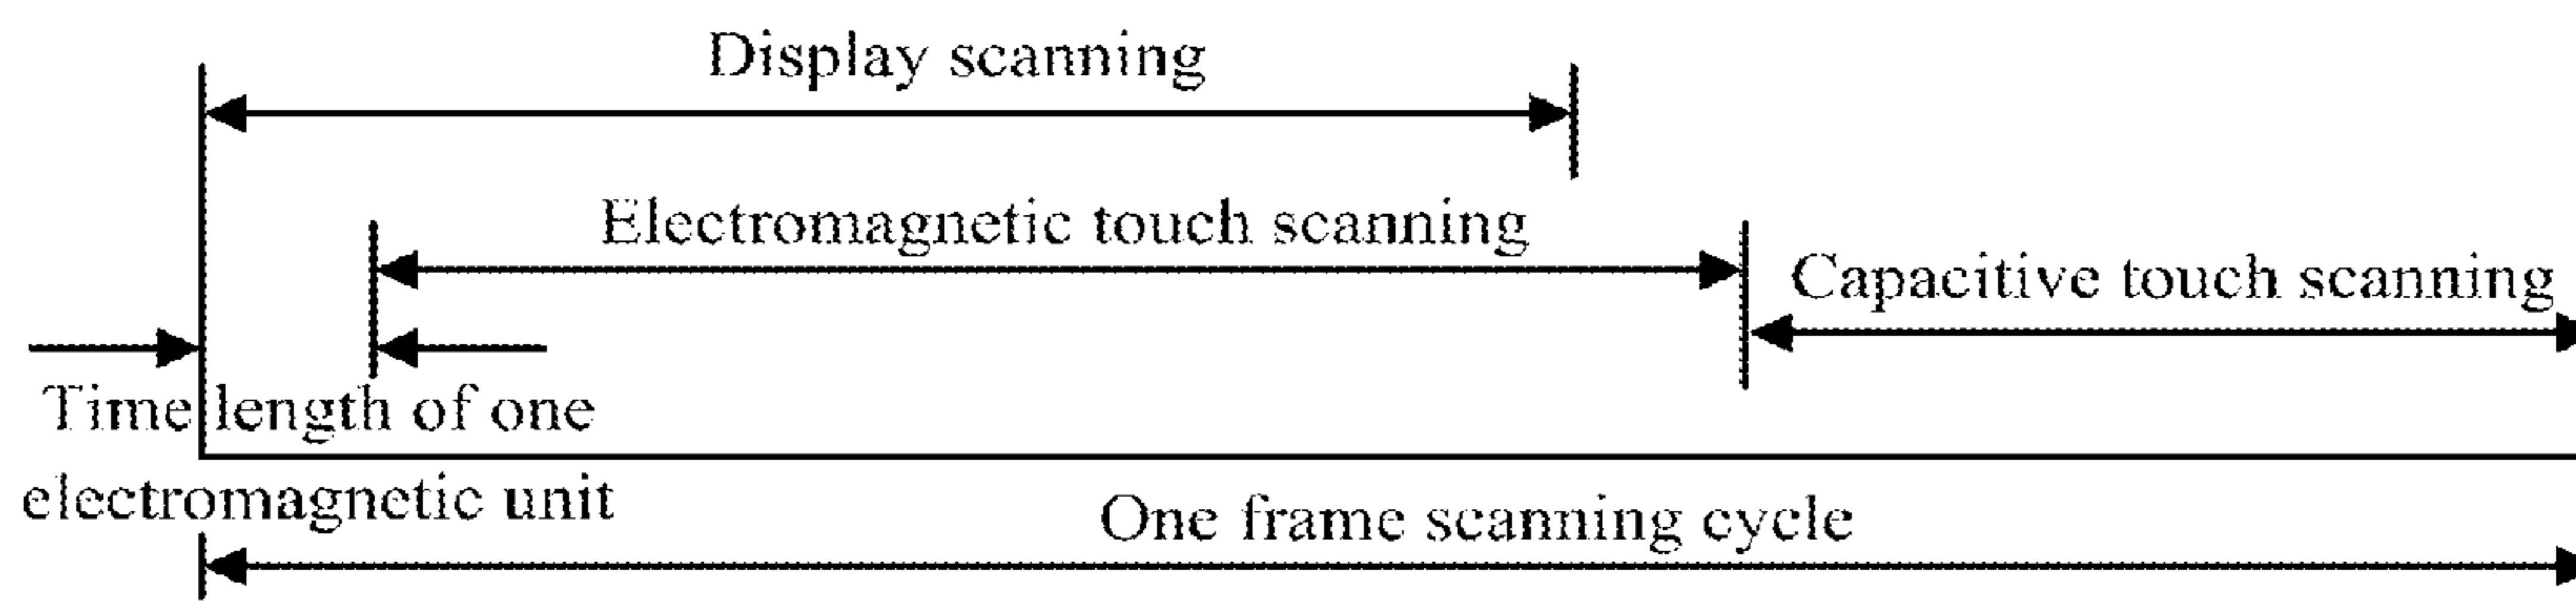 Display scanning
Electromagnetic touch scanning
Capacitive touch scanning
Time length of one
electromagnetic unit
One frame scanning cycle